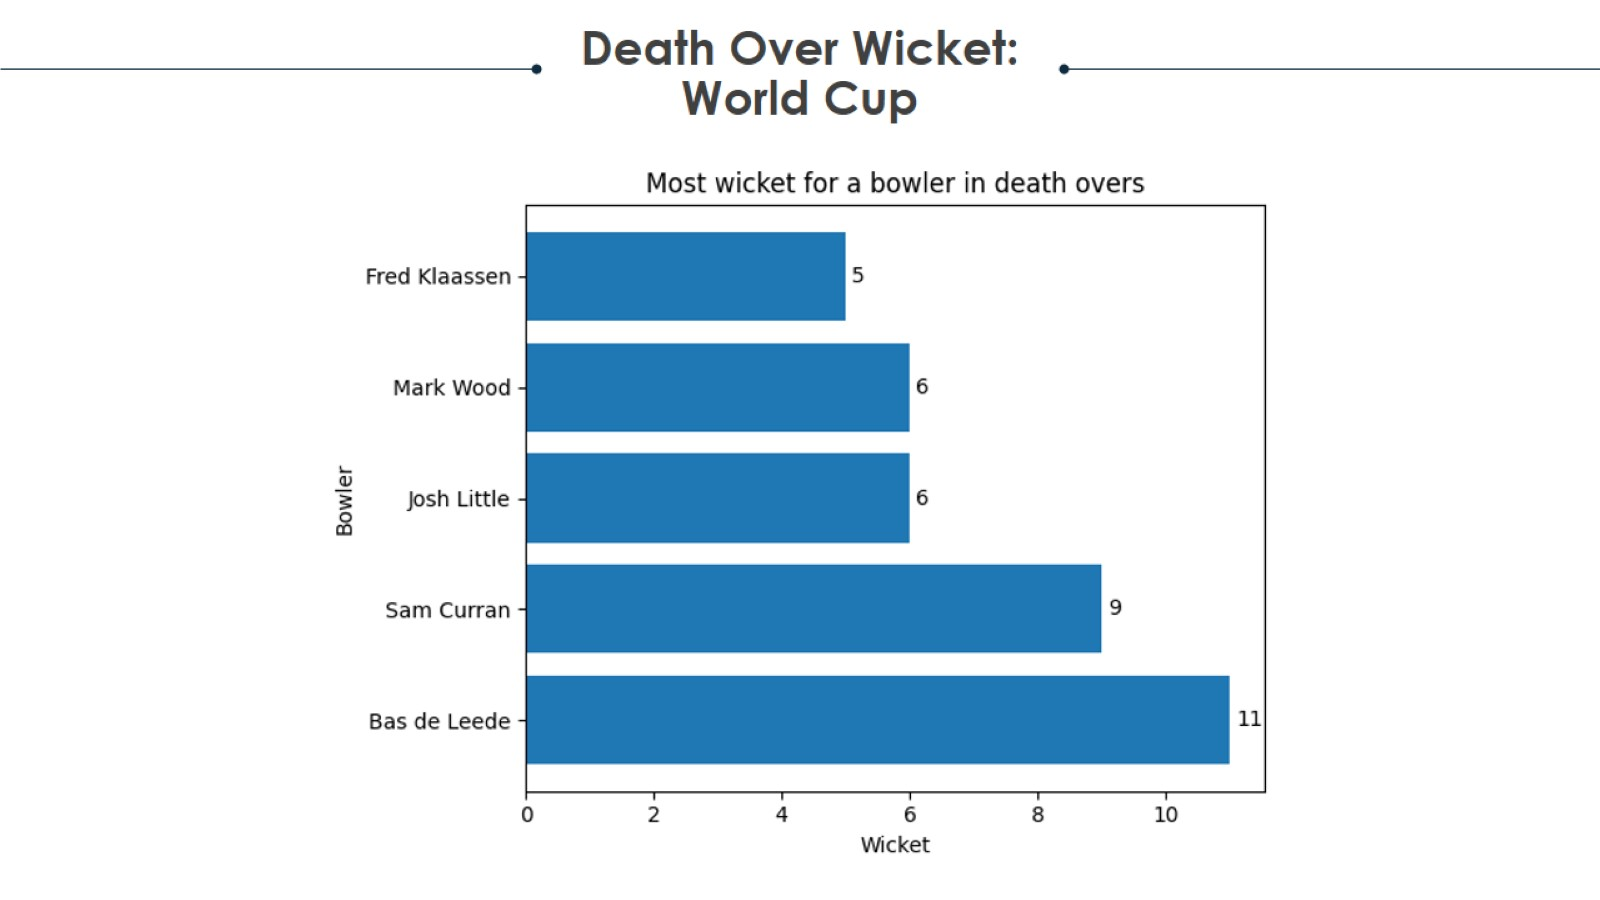 Death Over Wicket:
World Cup
Most wicket for a bowler in death overs
Fred Klaassen
5
Mark Wood
6
Josh Little
6
Sam Curran
9
Bas de Leede
11
Bowler
0 2 4 6 8 10
Wicket